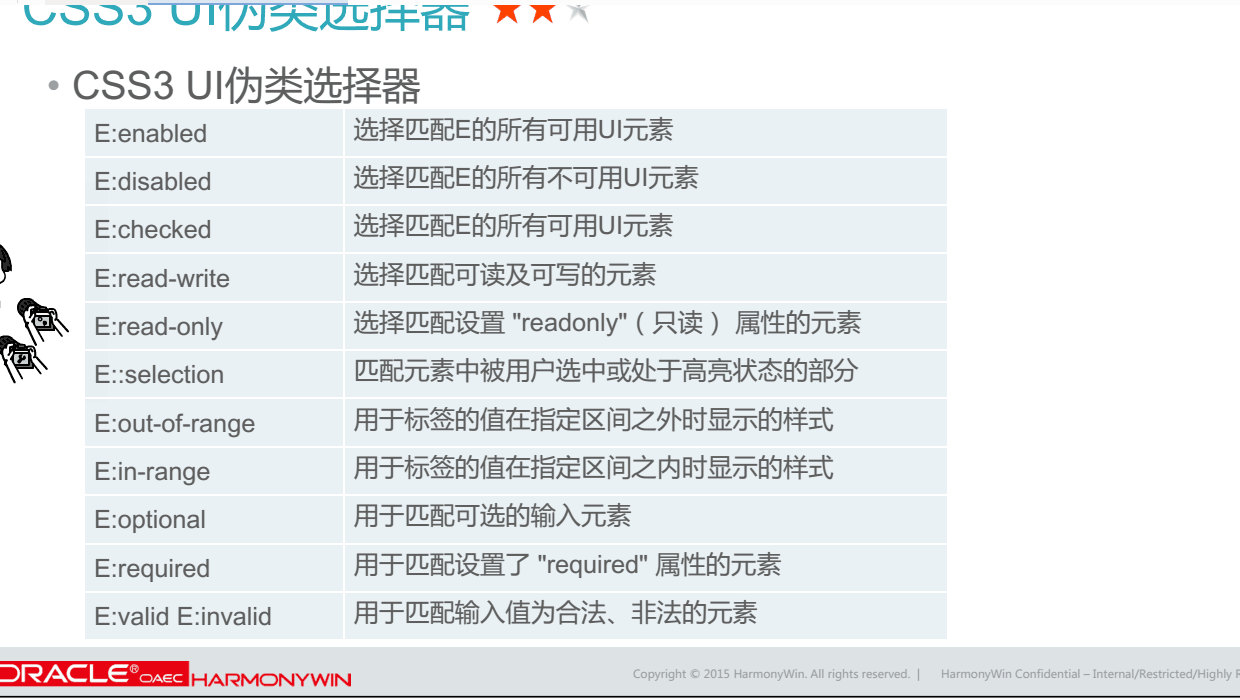 CSS3 UI伪类选择器
• CSS3 UI伪类选择器
E:enabled 选择匹配E的所有可用UI元素
E:disabled 选择匹配E的所有不可用UI元素
E:checked 选择匹配E的所有可用UI元素
E:read-write 选择匹配可读及可写的元素
E:read-only 选择匹配设置 "readonly"（只读） 属性的元素
E::selection 匹配元素中被用户选中或处于高亮状态的部分
E:out-of-range 用于标签的值在指定区间之外时显示的样式
E:in-range 用于标签的值在指定区间之内时显示的样式
E:optional 用于匹配可选的输入元素
E:required 用于匹配设置了 "required" 属性的元素
E:valid E:invalid 用于匹配输入值为合法、非法的元素
ORACLE® OAEC HARMONYWIN
Copyright © 2015 HarmonyWin. All rights reserved. | HarmonyWin Confidential – Internal/Restricted/Highly